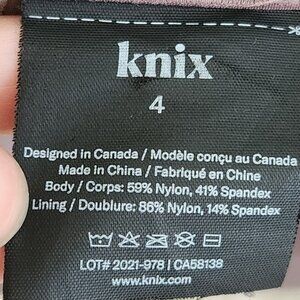 knix
4
Designed in Canada / Modèle conçu au Canada
Made in China / Fabriqué en Chine
Body / Corps: 59% Nylon, 41% Spandex
Lining / Doublure: 86% Nylon, 14% Spandex
LOT# 2021-978 | CA58138
www.knix.com